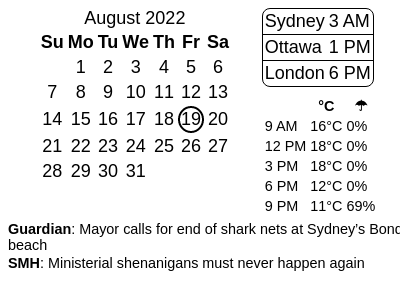 August 2022
Su Mo Tu We Th Fr Sa
1 2 3 4 5 6
7 8 9 10 11 12 13
14 15 16 17 18 19 20
21 22 23 24 25 26 27
28 29 30 31
Sydney 3 AM
Ottawa 1 PM
London 6 PM
°C ☂
9 AM 16°C 0%
12 PM 18°C 0%
3 PM 18°C 0%
6 PM 12°C 0%
9 PM 11°C 69%
Guardian: Mayor calls for end of shark nets at Sydney's Bond
beach
SMH: Ministerial shenanigans must never happen again